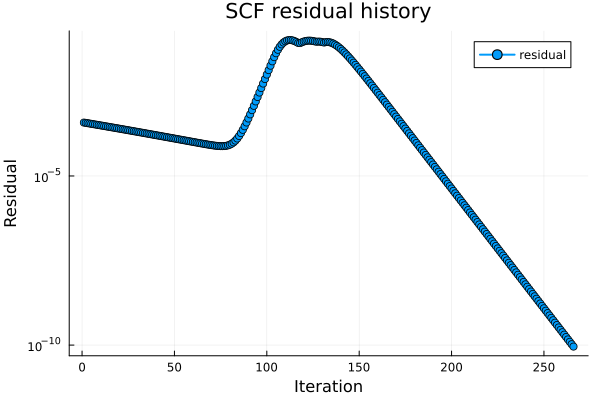 SCF residual history
residual
Residual
10⁻⁵
10⁻¹⁰
0 50 100 150 200 250
Iteration